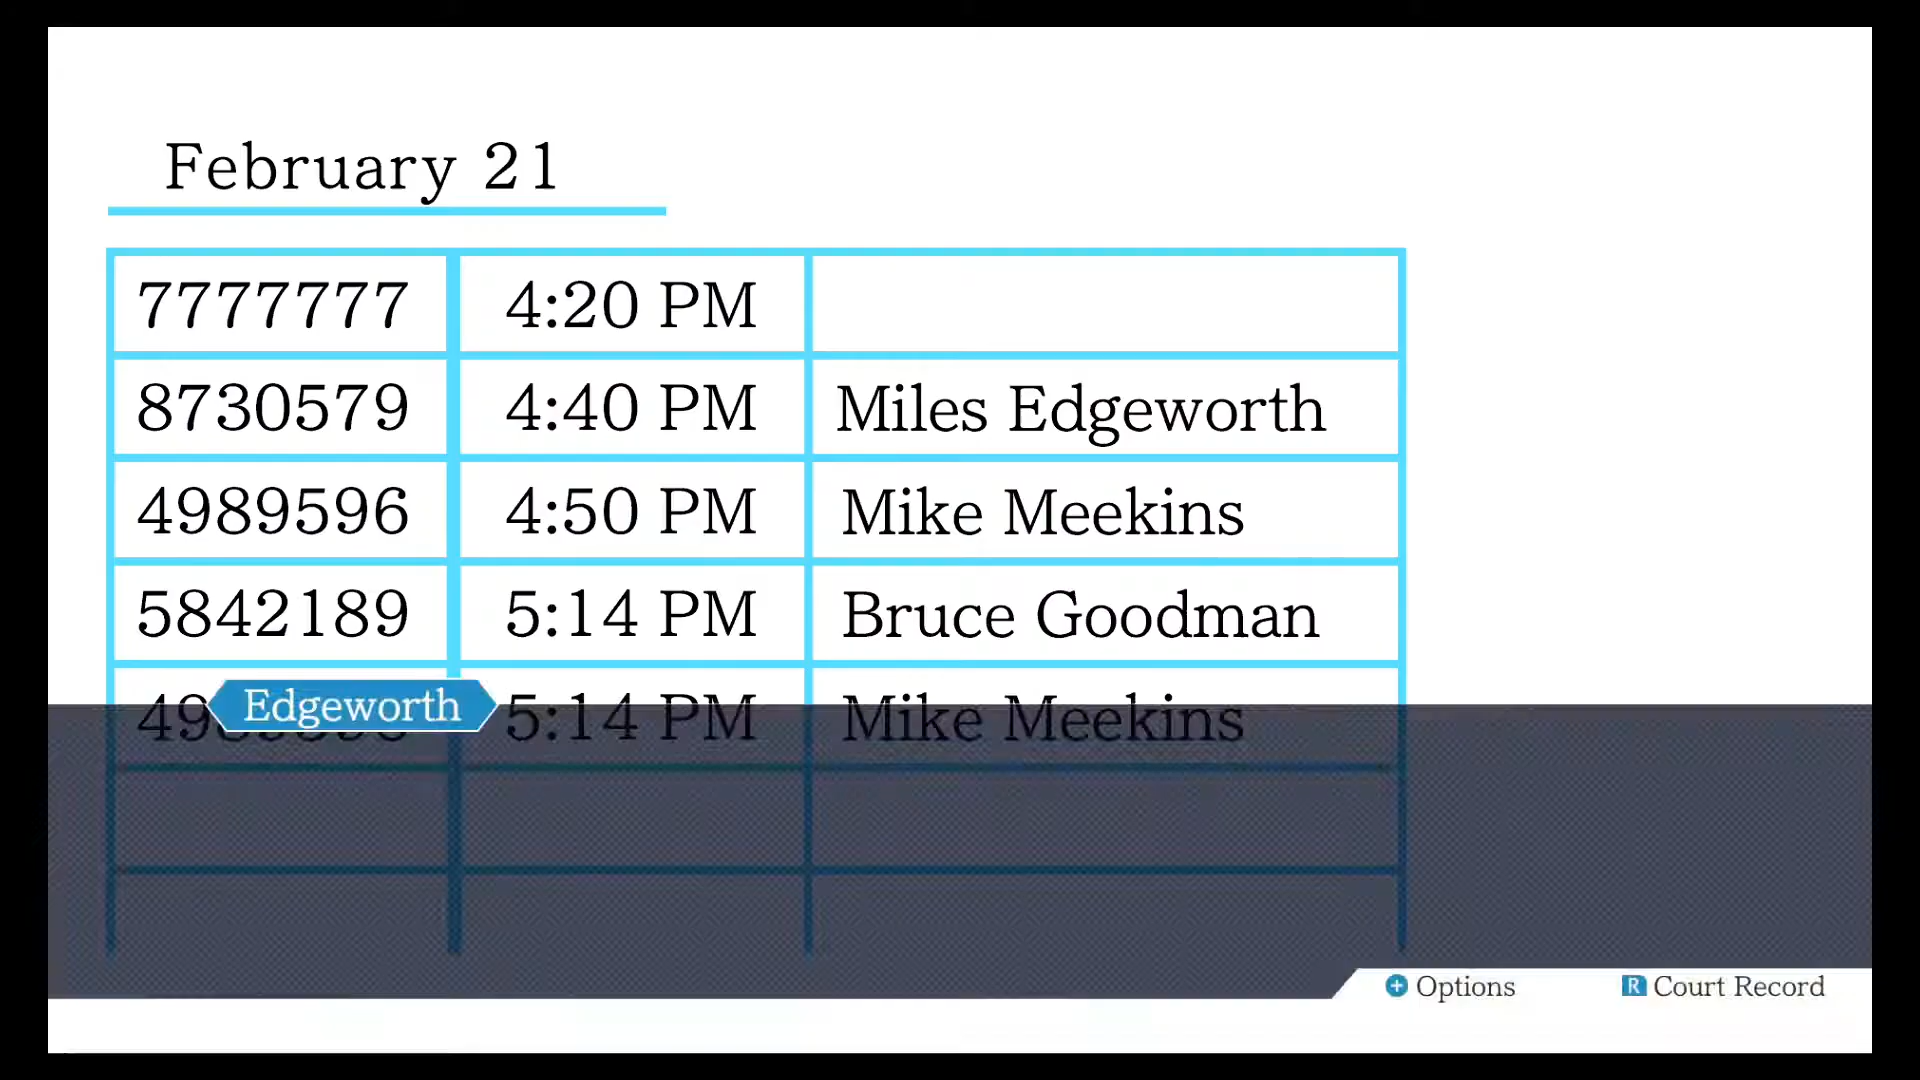 February 21
7777777 4:20 PM
8730579 4:40 PM Miles Edgeworth
4989596 4:50 PM Mike Meekins
5842189 5:14 PM Bruce Goodman
5:14 PM Mike Meekins
Edgeworth
Options
R Court Record